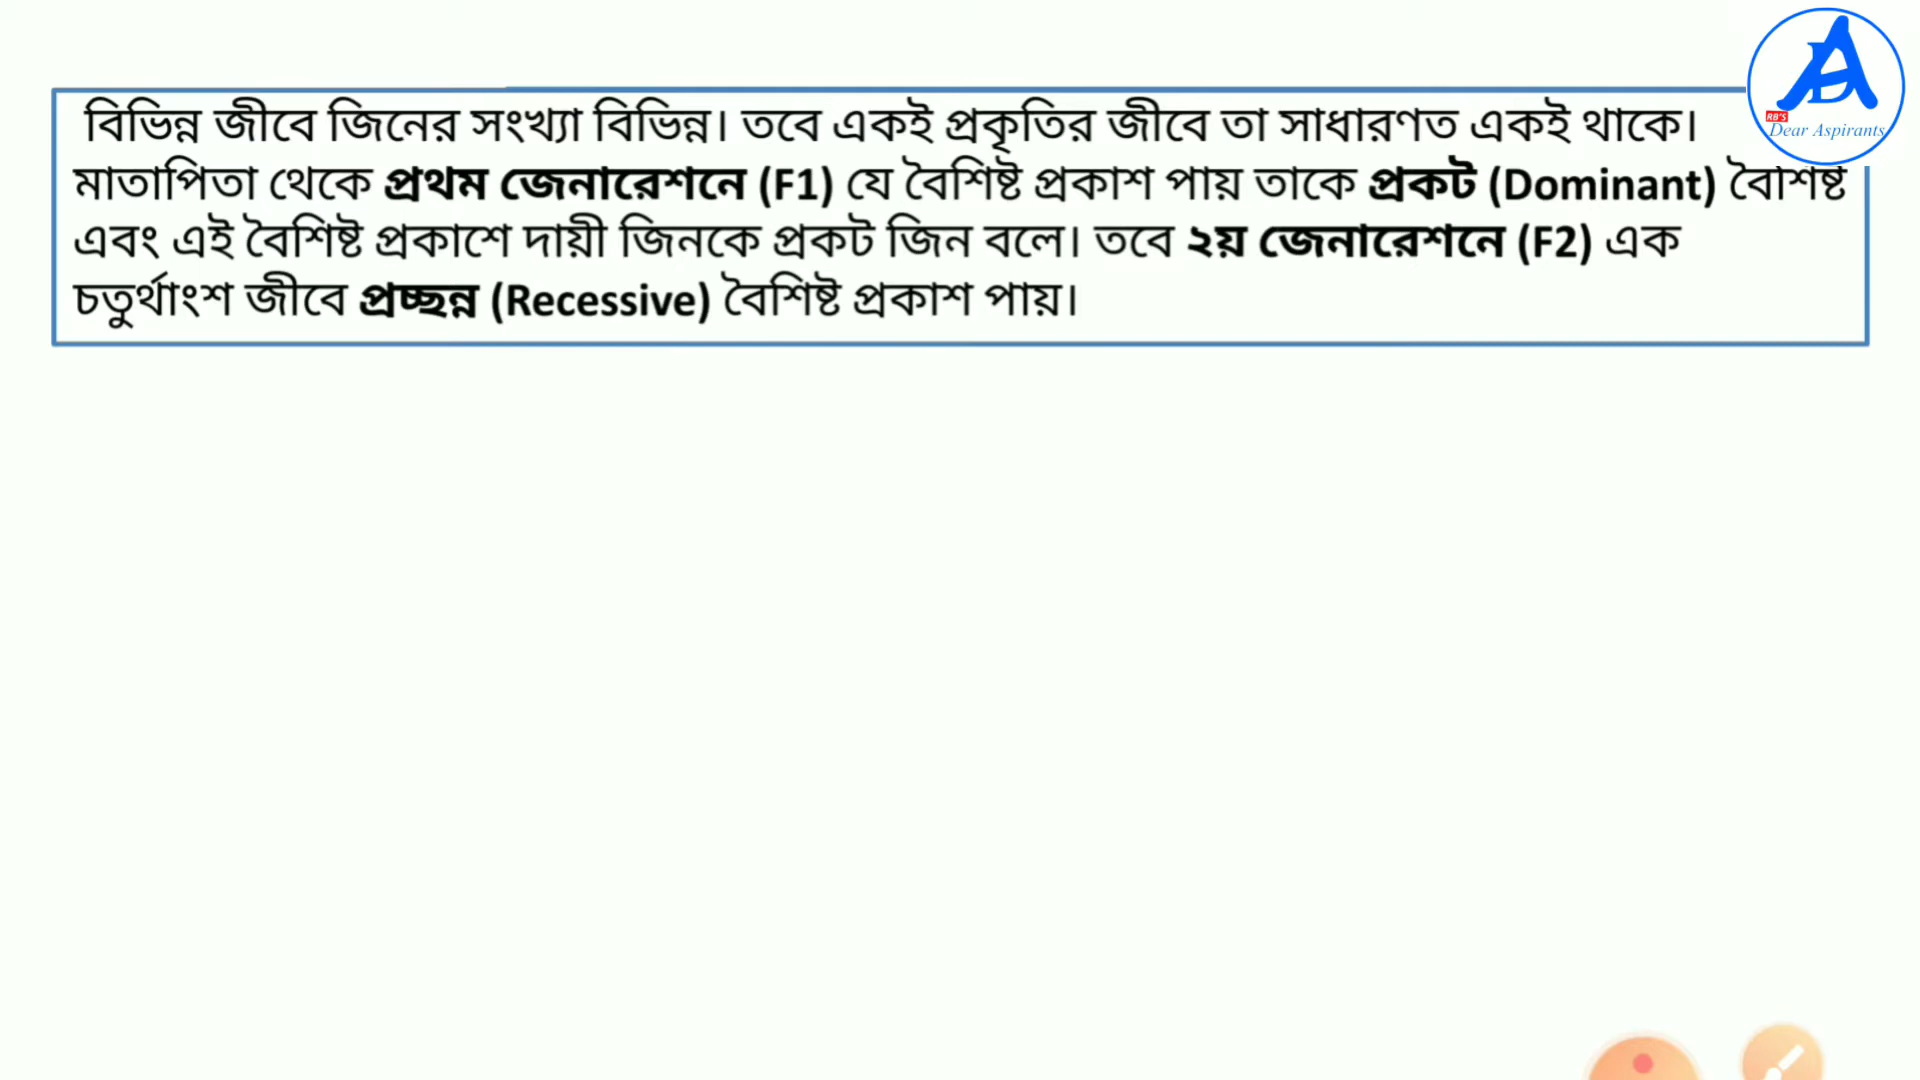 বিভিন্ন জীবে জিনের সংখ্যা বিভিন্ন। তবে একই প্রকৃতির জীবে তা সাধারণত একই থাকে।
মাতাপিতা থেকে প্রথম জেনারেশনে (F1) যে বৈশিষ্ট প্রকাশ পায় তাকে প্রকট (Dominant) বৈশিষ্ট
এবং এই বৈশিষ্ট প্রকাশে দায়ী জিনকে প্রকট জিন বলে। তবে ২য় জেনারেশনে (F2) এক
চতুর্থাংশ জীবে প্রচ্ছন্ন (Recessive) বৈশিষ্ট প্রকাশ পায়।
RB'S
Dear Aspirants